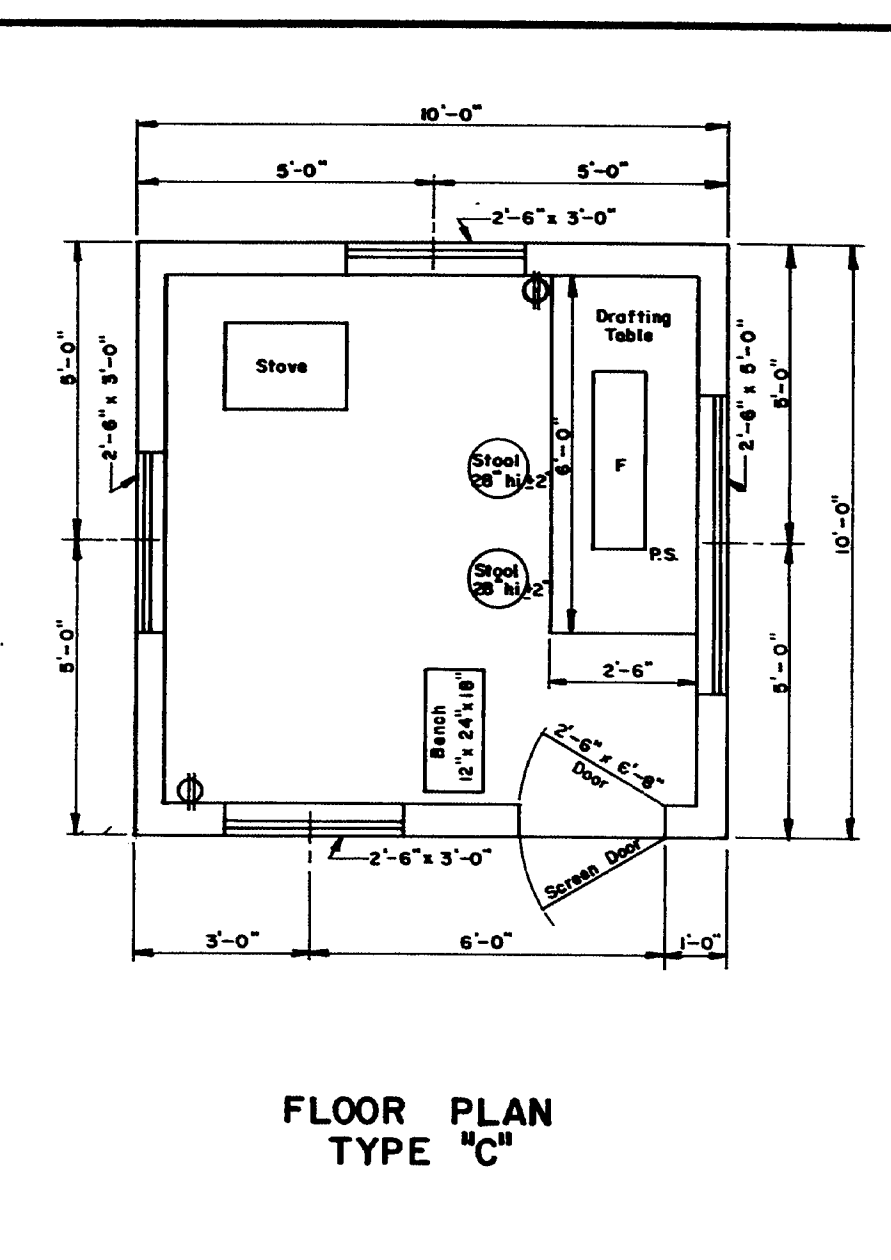 10'-0"
5'-0"
5'-0"
2'-6" x 3'-0"
5'-0"
2'-6" x 3'-0"
Drafting
Table
2'-6" x 5'-0"
5'-0"
Stove
6'-0"
F
Stool
28" hi ±2"
10'-0"
P.S.
Stool
28" hi ±2"
5'-0"
5'-0"
2'-6"
Bench
12" x 24" x 18"
2'-6" x 6'-8"
Door
2'-6" x 3'-0"
Screen Door
3'-0"
6'-0"
1'-0"
FLOOR PLAN
TYPE "C"